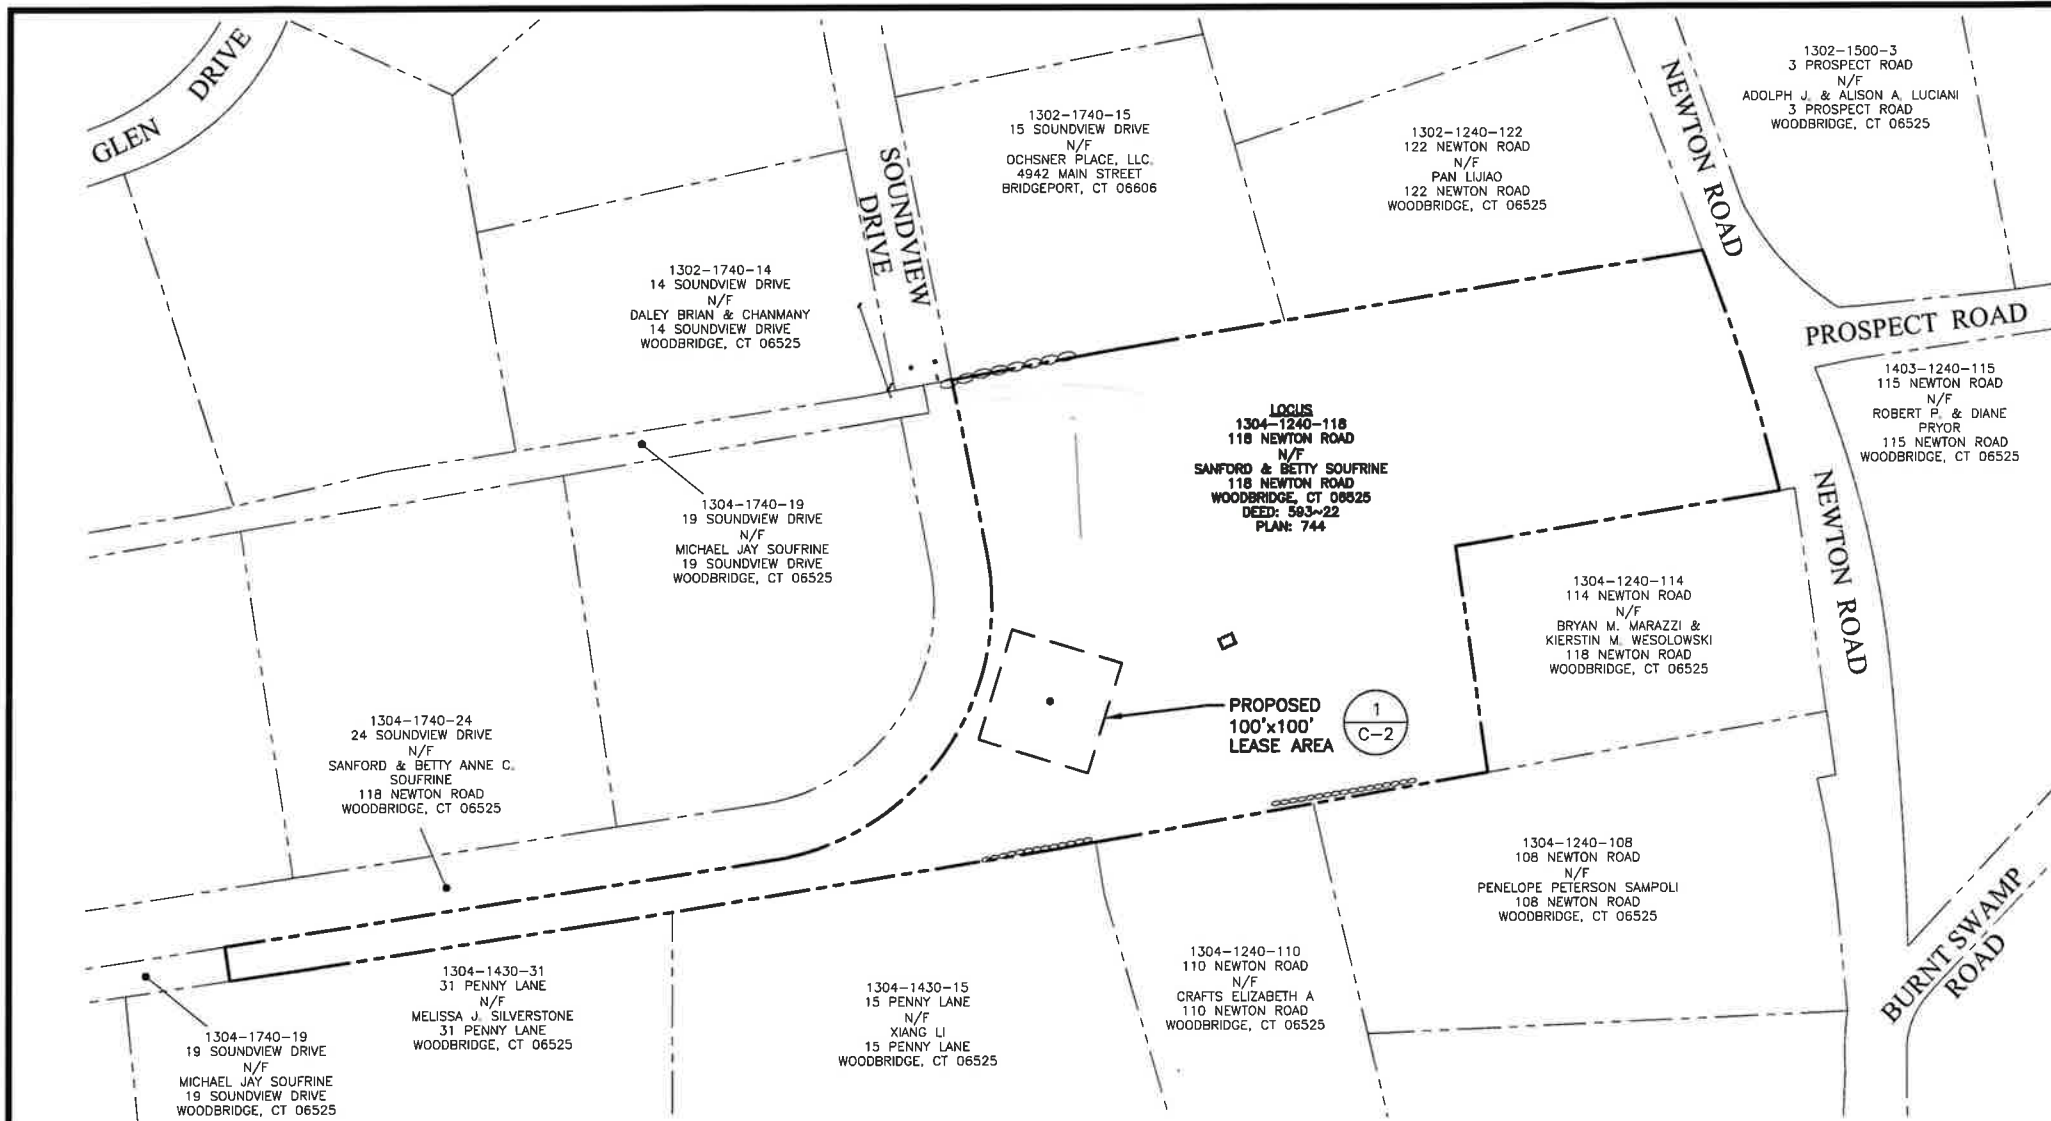 GLEN DRIVE
SOUNDVIEW
DRIVE
1302-1740-15
15 SOUNDVIEW DRIVE
N/F
OCHSNER PLACE, LLC.
4942 MAIN STREET
BRIDGEPORT, CT 06606
1302-1240-122
122 NEWTON ROAD
N/F
PAN LIJIAO
122 NEWTON ROAD
WOODBRIDGE, CT 06525
NEWTON ROAD
1302-1500-3
3 PROSPECT ROAD
N/F
ADOLPH J. & ALISON A. LUCIANI
3 PROSPECT ROAD
WOODBRIDGE, CT 06525
1302-1740-14
14 SOUNDVIEW DRIVE
N/F
DALEY BRIAN & CHANMANY
14 SOUNDVIEW DRIVE
WOODBRIDGE, CT 06525
PROSPECT ROAD
1403-1240-115
115 NEWTON ROAD
N/F
ROBERT P. & DIANE
PRYOR
115 NEWTON ROAD
WOODBRIDGE, CT 06525
LOCUS
1304-1240-118
118 NEWTON ROAD
N/F
SANFORD & BETTY SOUFRINE
118 NEWTON ROAD
WOODBRIDGE, CT 06525
DEED: 593~22
PLAN: 744
1304-1740-19
19 SOUNDVIEW DRIVE
N/F
MICHAEL JAY SOUFRINE
19 SOUNDVIEW DRIVE
WOODBRIDGE, CT 06525
NEWTON ROAD
1304-1240-114
114 NEWTON ROAD
N/F
BRYAN M. MARAZZI &
KIERSTIN M. WESOLOWSKI
118 NEWTON ROAD
WOODBRIDGE, CT 06525
PROPOSED
100'x100'
LEASE AREA
1
C-2
1304-1740-24
24 SOUNDVIEW DRIVE
N/F
SANFORD & BETTY ANNE C.
SOUFRINE
118 NEWTON ROAD
WOODBRIDGE, CT 06525
1304-1240-108
108 NEWTON ROAD
N/F
PENELOPE PETERSON SAMPOLI
108 NEWTON ROAD
WOODBRIDGE, CT 06525
BURNT SWAMP
ROAD
1304-1240-110
110 NEWTON ROAD
N/F
CRAFTS ELIZABETH A
110 NEWTON ROAD
WOODBRIDGE, CT 06525
1304-1430-31
31 PENNY LANE
N/F
MELISSA J. SILVERSTONE
31 PENNY LANE
WOODBRIDGE, CT 06525
1304-1430-15
15 PENNY LANE
N/F
XIANG LI
15 PENNY LANE
WOODBRIDGE, CT 06525
1304-1740-19
19 SOUNDVIEW DRIVE
N/F
MICHAEL JAY SOUFRINE
19 SOUNDVIEW DRIVE
WOODBRIDGE, CT 06525